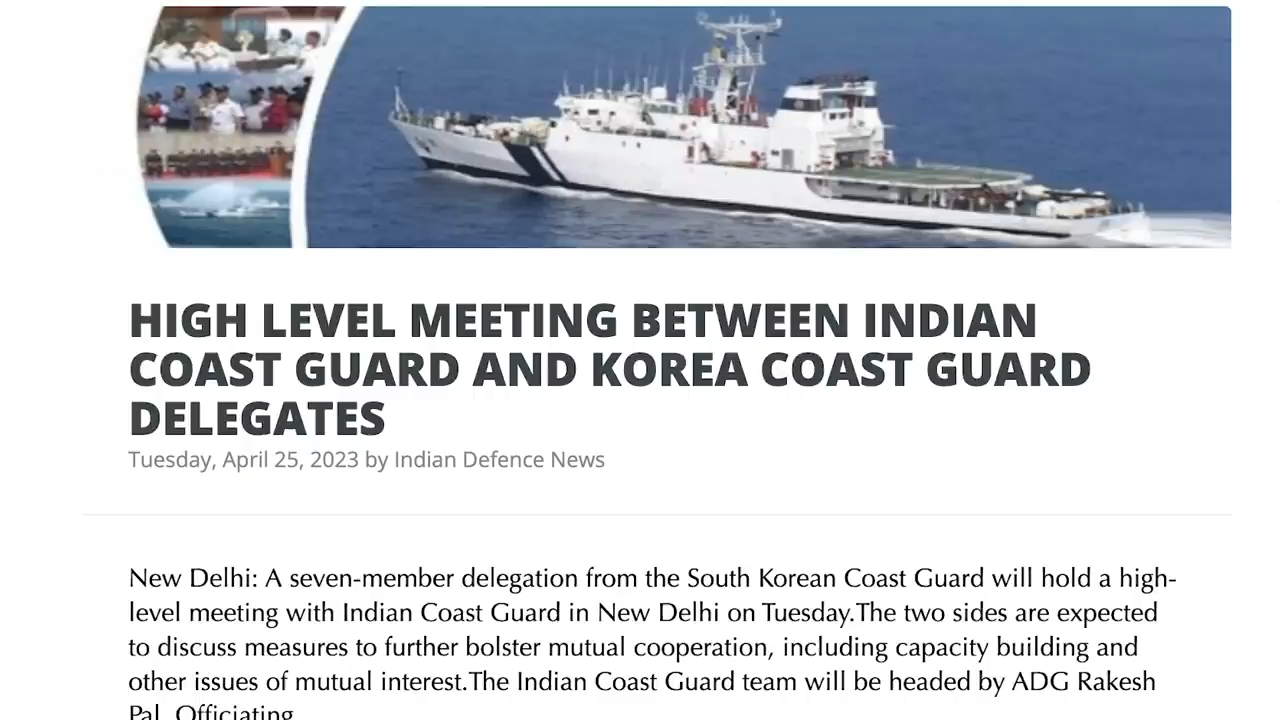 HIGH LEVEL MEETING BETWEEN INDIAN
COAST GUARD AND KOREA COAST GUARD
DELEGATES
Tuesday, April 25, 2023 by Indian Defence News
New Delhi: A seven-member delegation from the South Korean Coast Guard will hold a high-
level meeting with Indian Coast Guard in New Delhi on Tuesday.The two sides are expected
to discuss measures to further bolster mutual cooperation, including capacity building and
other issues of mutual interest.The Indian Coast Guard team will be headed by ADG Rakesh
Pal, Officiating